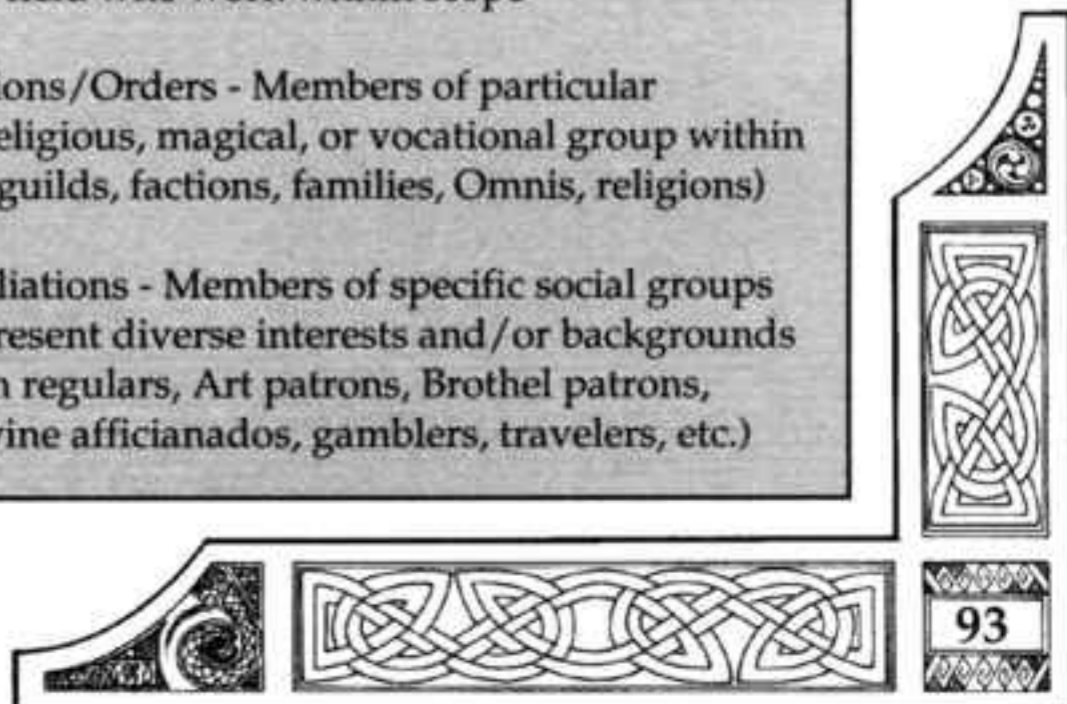 ions/Orders - Members of particular
eligious, magical, or vocational group within
guilds, factions, families, Omnis, religions)
liations - Members of specific social groups
resent diverse interests and/or backgrounds
n regulars, Art patrons, Brothel patrons,
vine afficianados, gamblers, travelers, etc.)
93